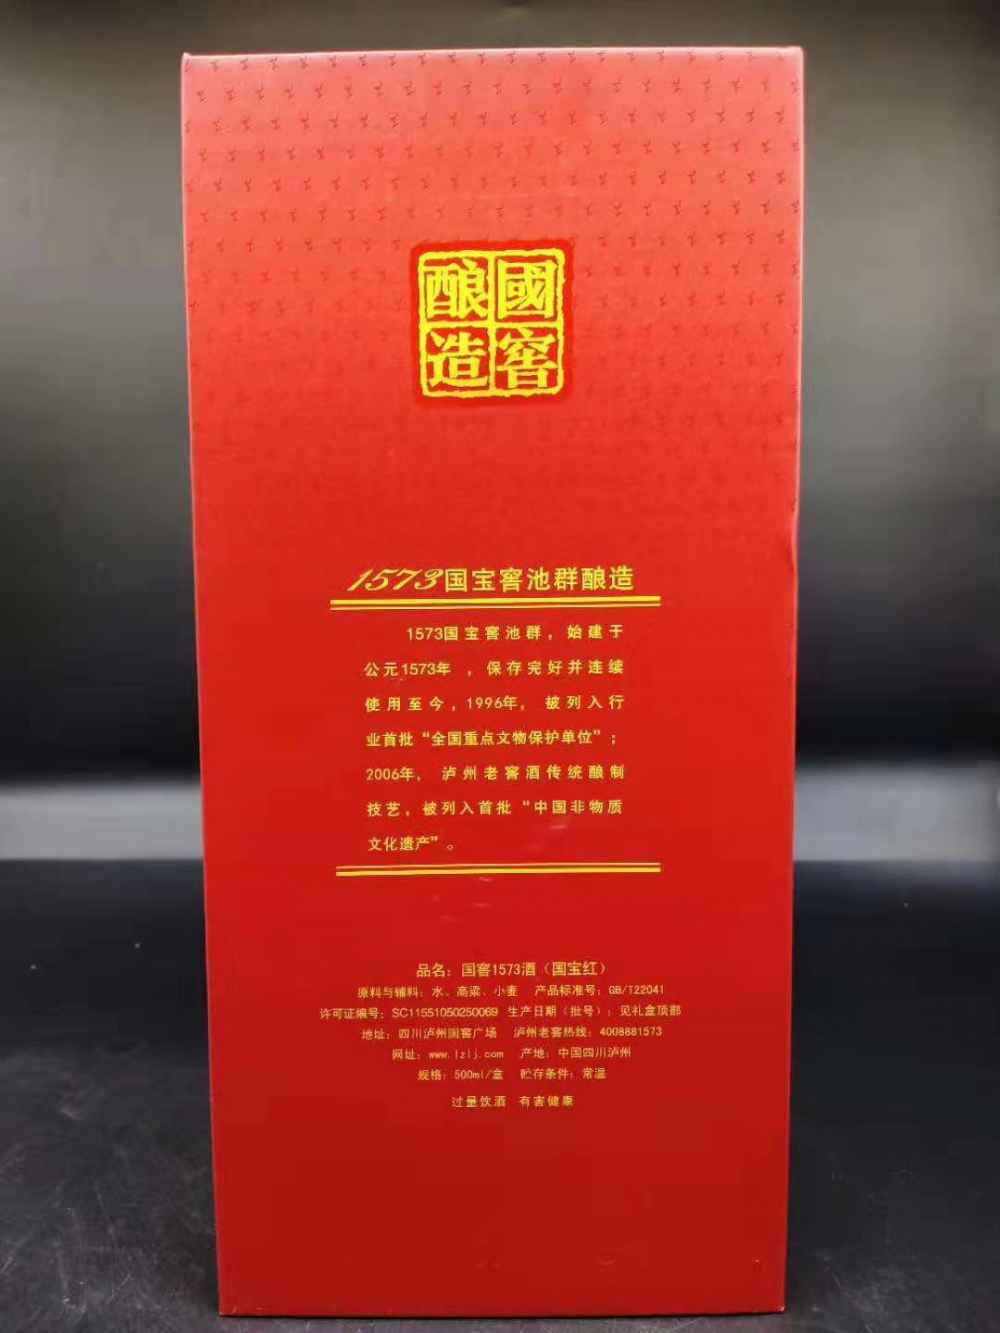 國窖
酿造
1573国宝窖池群酿造
1573国宝窖池群，始建于
公元1573年 ，保存完好并连续
使用至今，1996年， 被列入行
业首批“全国重点文物保护单位”；
2006年， 泸州老窖酒传统酿制
技艺，被列入首批“中国非物质
文化遗产”。
品名：国窖1573酒（国宝红）
原料与辅料：水、高粱、小麦 产品标准号：GB/T22041
许可证编号：SC11551050250069 生产日期（批号）：见礼盒顶部
地址：四川泸州国窖广场 泸州老窖热线：4008881573
网址：www.lzlj.com 产地：中国四川泸州
规格：500ml/盒 贮存条件：常温
过量饮酒 有害健康